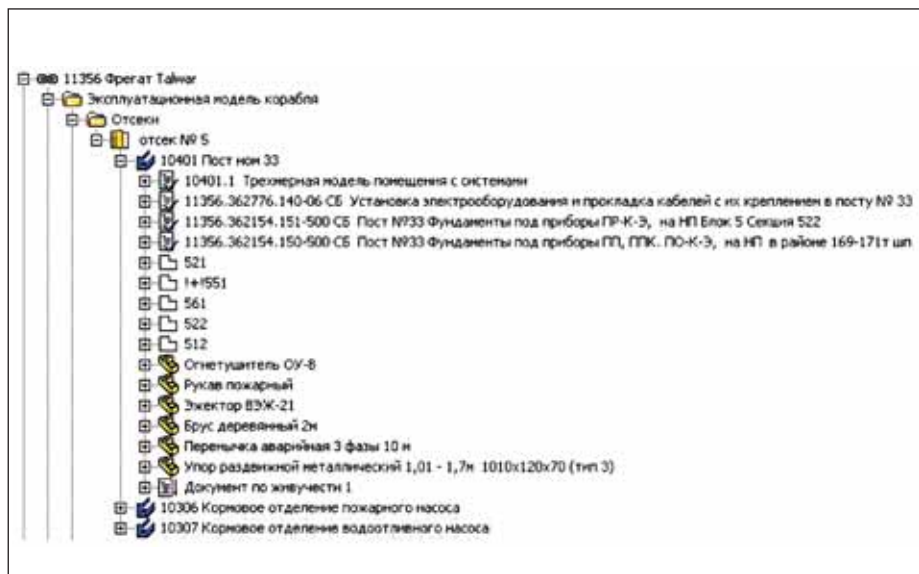 11356 Фрегат Talwar
Эксплуатационная модель корабля
Отсеки
отсек № 5
10401 Пост ном 33
10401.1 Трехмерная модель помещения с системами
11356.362776.140-06 СБ Установка электрооборудования и прокладка кабелей с их креплением в посту № 33
11356.362154.151-500 СБ Пост №33 Фундаменты под приборы ПР-К-Э, на НП Блок 5 Секция 522
11356.362154.150-500 СБ Пост №33 Фундаменты под приборы ПП, ППК. ПО-К-Э, на НП в районе 169-171т шп
521
!+!551
561
522
512
Огнетушитель ОУ-8
Рукав пожарный
Эжектор ВЭЖ-21
Брус деревянный 2м
Перемычка аварийная 3 фазы 10 м
Упор раздвижной металлический 1,01 - 1,7м 1010х120х70 (тип 3)
Документ по живучести 1
10306 Кормовое отделение пожарного насоса
10307 Кормовое отделение водоотливного насоса